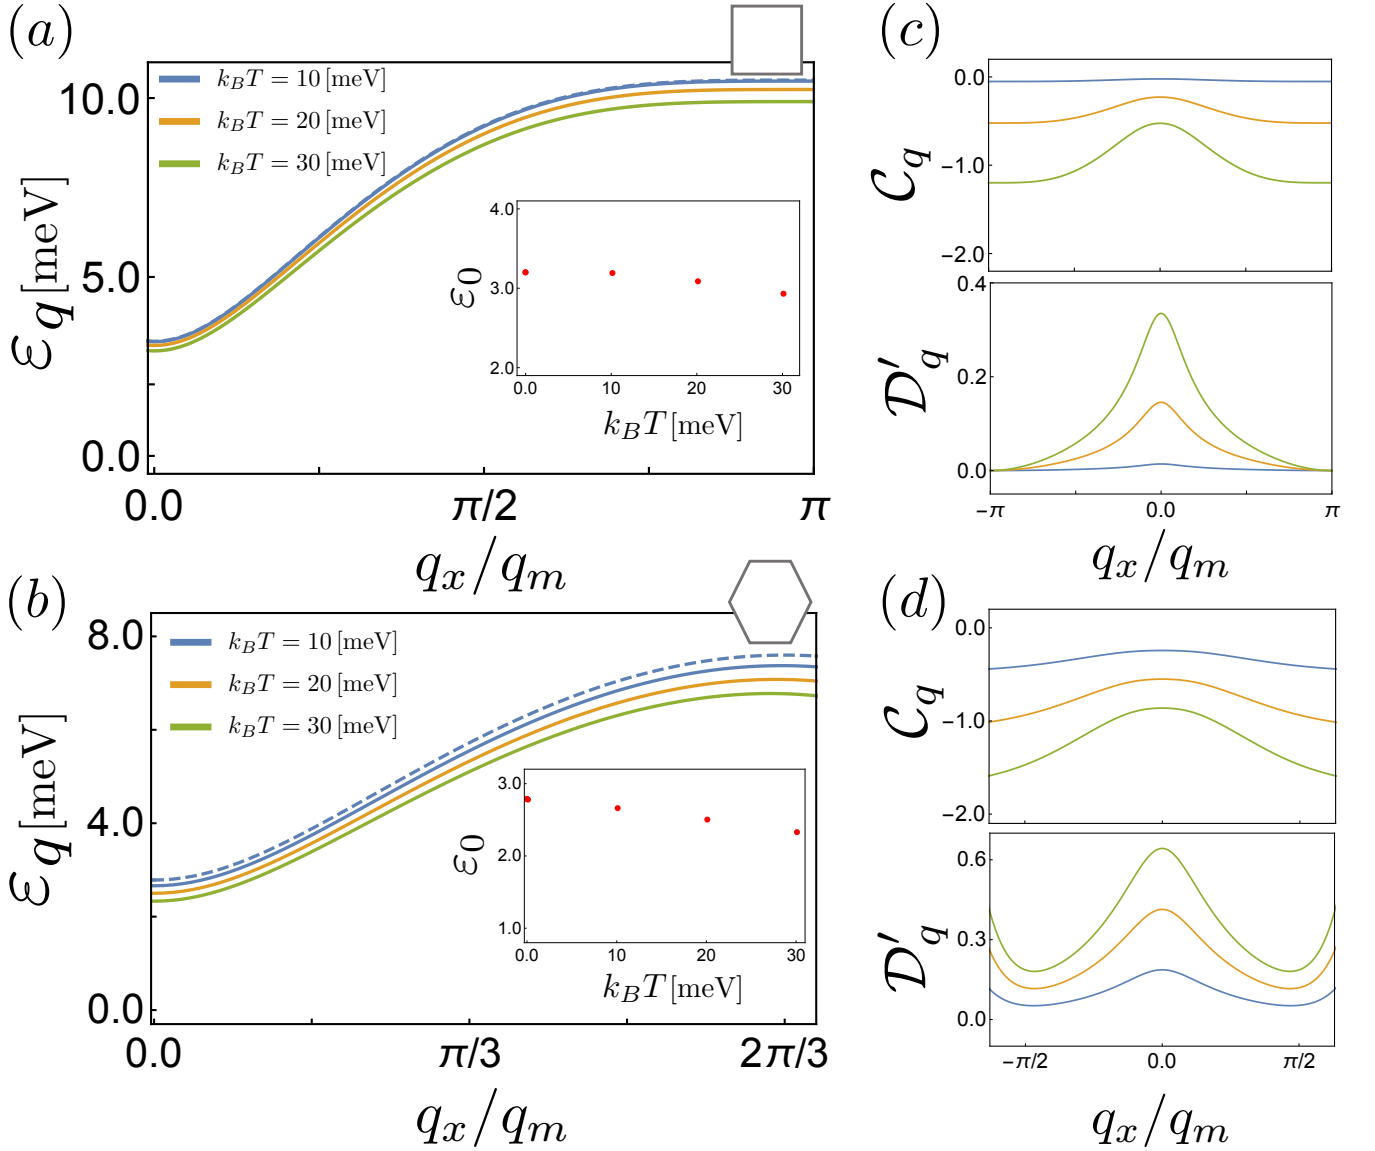 (a)
k_B T = 10 [meV]
k_B T = 20 [meV]
k_B T = 30 [meV]
10.0
5.0
0.0
ε_q [meV]
0.0 π/2 π
q_x/q_m
4.0
3.0
2.0
ε_0
0.0 10 20 30
k_B T [meV]
(c)
0.0
−1.0
−2.0
C_q
0.4
0.2
0.0
D′_q
−π 0.0 π
q_x/q_m
(b)
k_B T = 10 [meV]
k_B T = 20 [meV]
k_B T = 30 [meV]
8.0
4.0
0.0
ε_q [meV]
0.0 π/3 2π/3
q_x/q_m
3.0
2.0
1.0
ε_0
0.0 10 20 30
k_B T [meV]
(d)
0.0
−1.0
−2.0
C_q
0.6
0.3
0.0
D′_q
−π/2 0.0 π/2
q_x/q_m